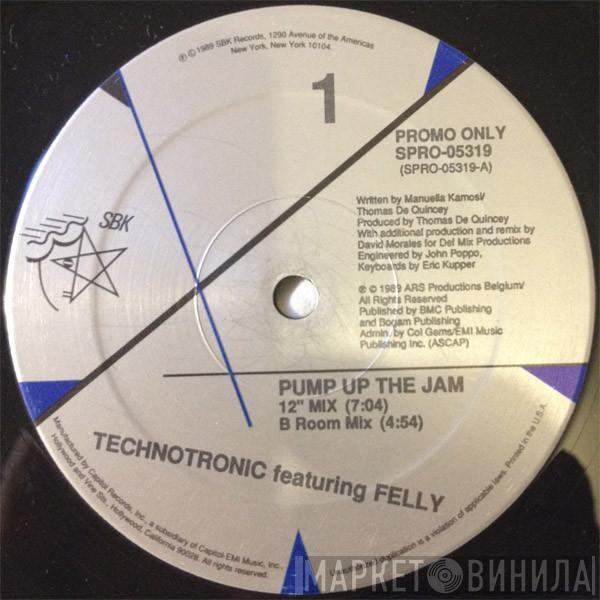 ℗ © 1989 SBK Records, 1290 Avenue of the Americas
New York, New York 10104.
1
PROMO ONLY
SPRO-05319
(SPRO-05319-A)
SBK
Written by Manuella Kamosi/
Thomas De Quincey
Produced by Thomas De Quincey
With additional production and remix by
David Morales for Def Mix Productions
Engineered by John Poppo,
Keyboards by Eric Kupper
℗ © 1989 ARS Productions Belgium/
All Rights Reserved
Published by BMC Publishing
and Bogam Publishing
Admin. by Col Gems/EMI Music
Publishing Inc. (ASCAP)
PUMP UP THE JAM
12" MIX (7:04)
B Room Mix (4:54)
TECHNOTRONIC featuring FELLY
Manufactured by Capitol Records, Inc., a subsidiary of Capitol-EMI Music, Inc.,
Hollywood and Vine Sts., Hollywood, California 90028. All rights reserved.
Unauthorized duplication is a violation of applicable laws. Printed in the U.S.A.
МАРКЕТ ВИНИЛА